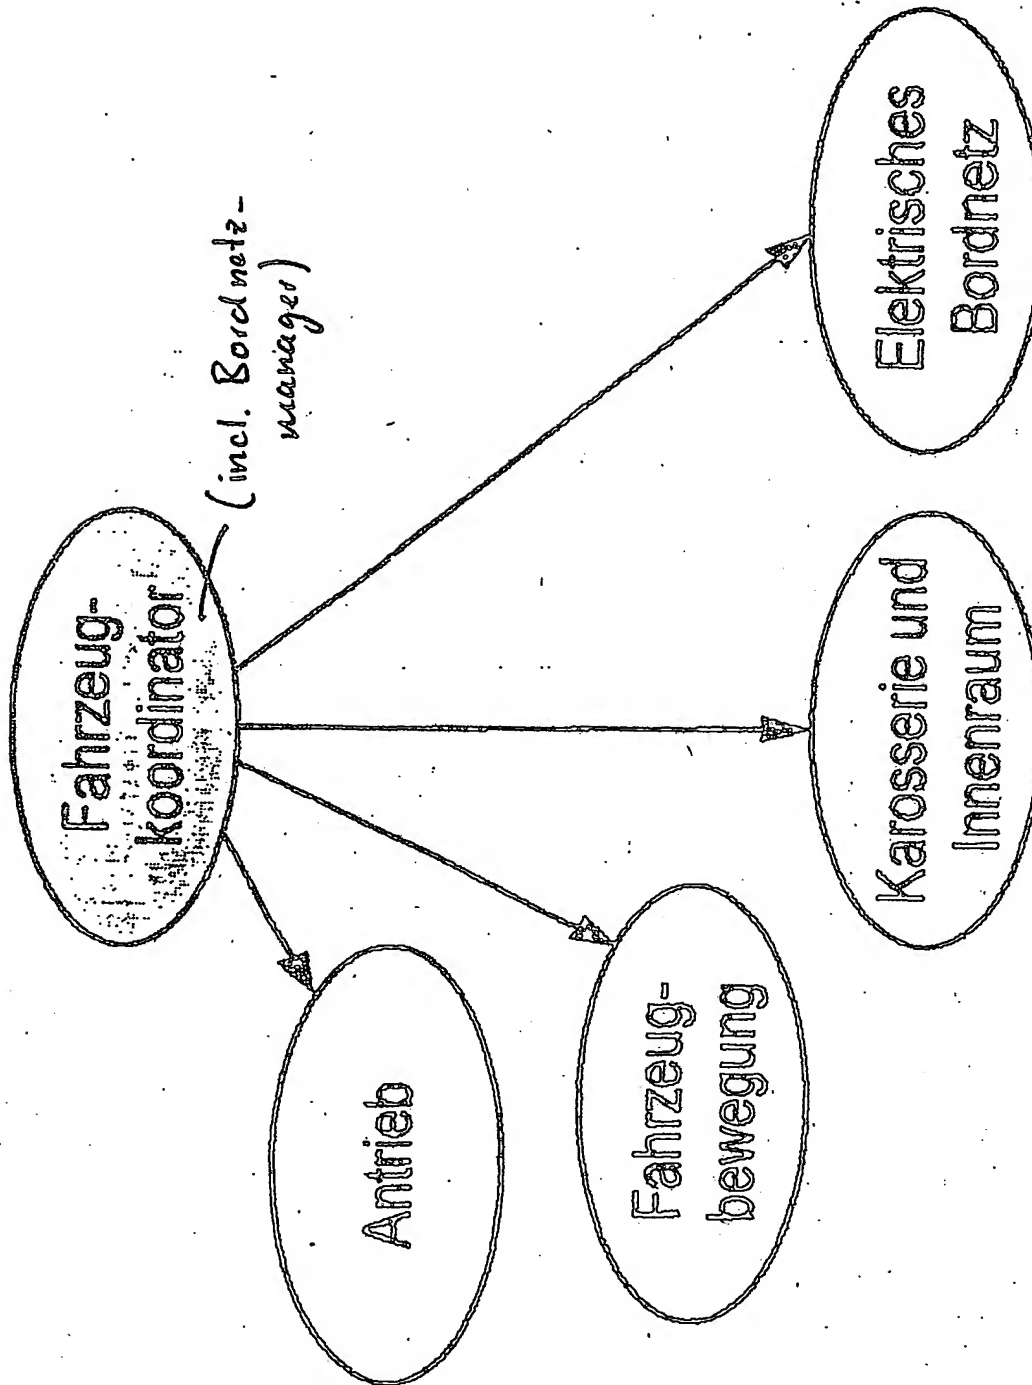 Fahrzeug-
koordinator
(incl. Bordnetz-
manager)
Antrieb
Fahrzeug-
bewegung
Karosserie und
Innenraum
Elektrisches
Bordnetz